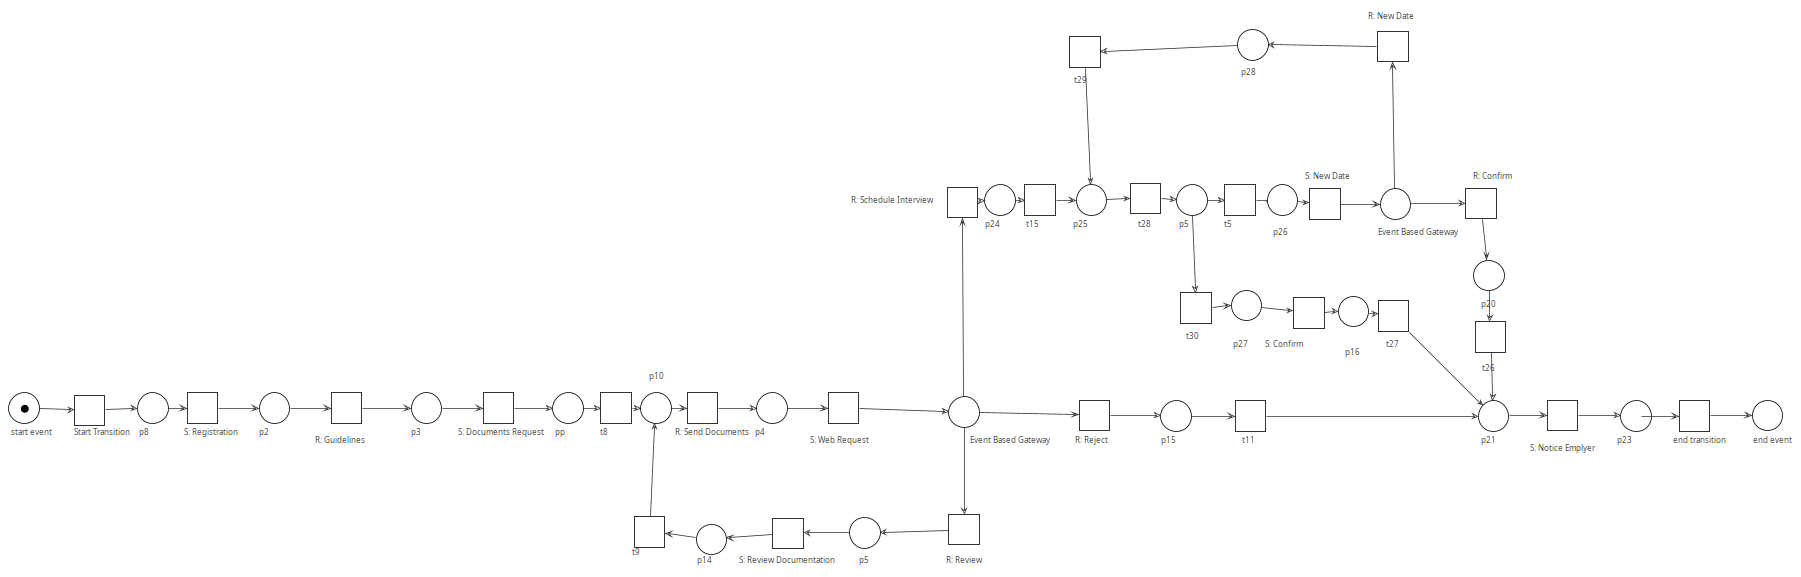 R: New Date
t29
p28
R: Schedule Interview
S: New Date
R: Confirm
p24
t15
p25
t28
p5
t5
p26
Event Based Gateway
p20
t30
p27
S: Confirm
p16
t27
t26
p10
start event
Start Transition
p8
S: Registration
p2
R: Guidelines
p3
S: Documents Request
pp
t8
R: Send Documents
p4
S: Web Request
Event Based Gateway
R: Reject
p15
t11
p21
S: Notice Emplyer
p23
end transition
end event
t9
p14
S: Review Documentation
p5
R: Review